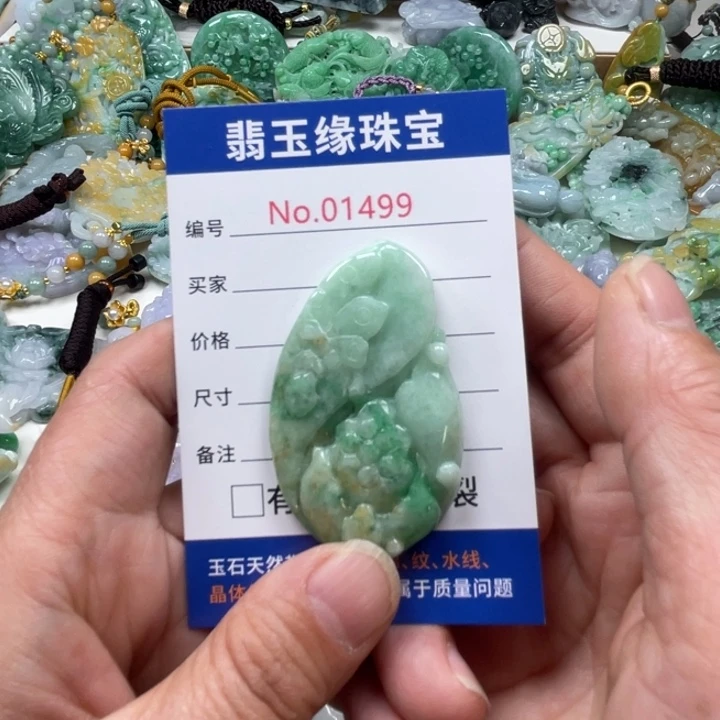 翡玉缘珠宝
编号 No.01499
买家
价格
尺寸
备注
□有 裂
玉石天然 、纹、水线、
晶体 属于质量问题